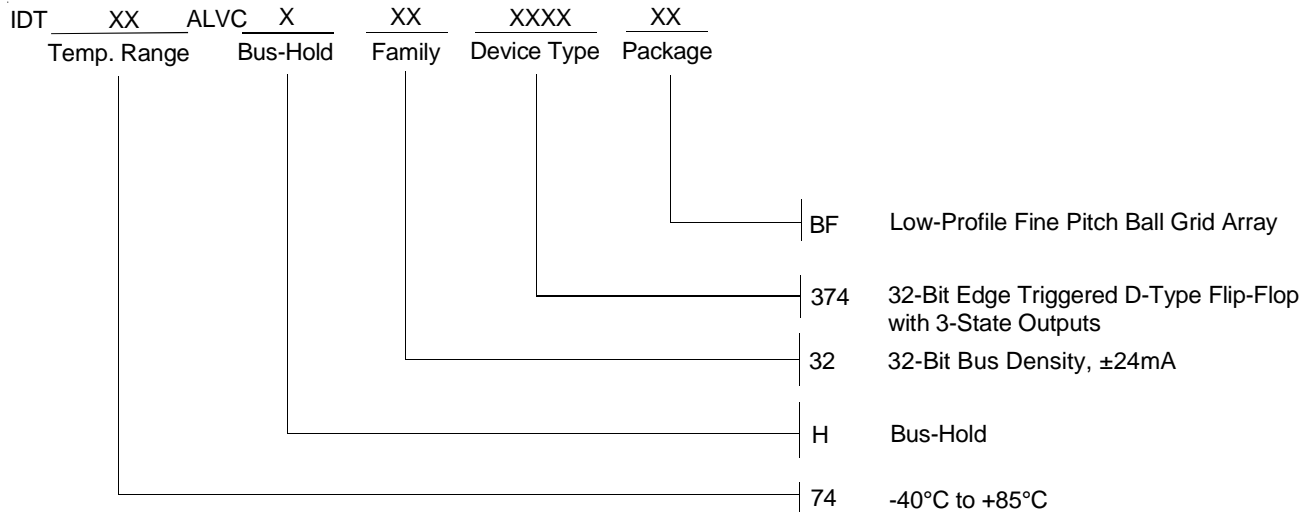 IDT XX ALVC X XX XXXX XX
Temp. Range Bus-Hold Family Device Type Package
BF Low-Profile Fine Pitch Ball Grid Array
374 32-Bit Edge Triggered D-Type Flip-Flop
with 3-State Outputs
32 32-Bit Bus Density, ±24mA
H Bus-Hold
74 -40°C to +85°C